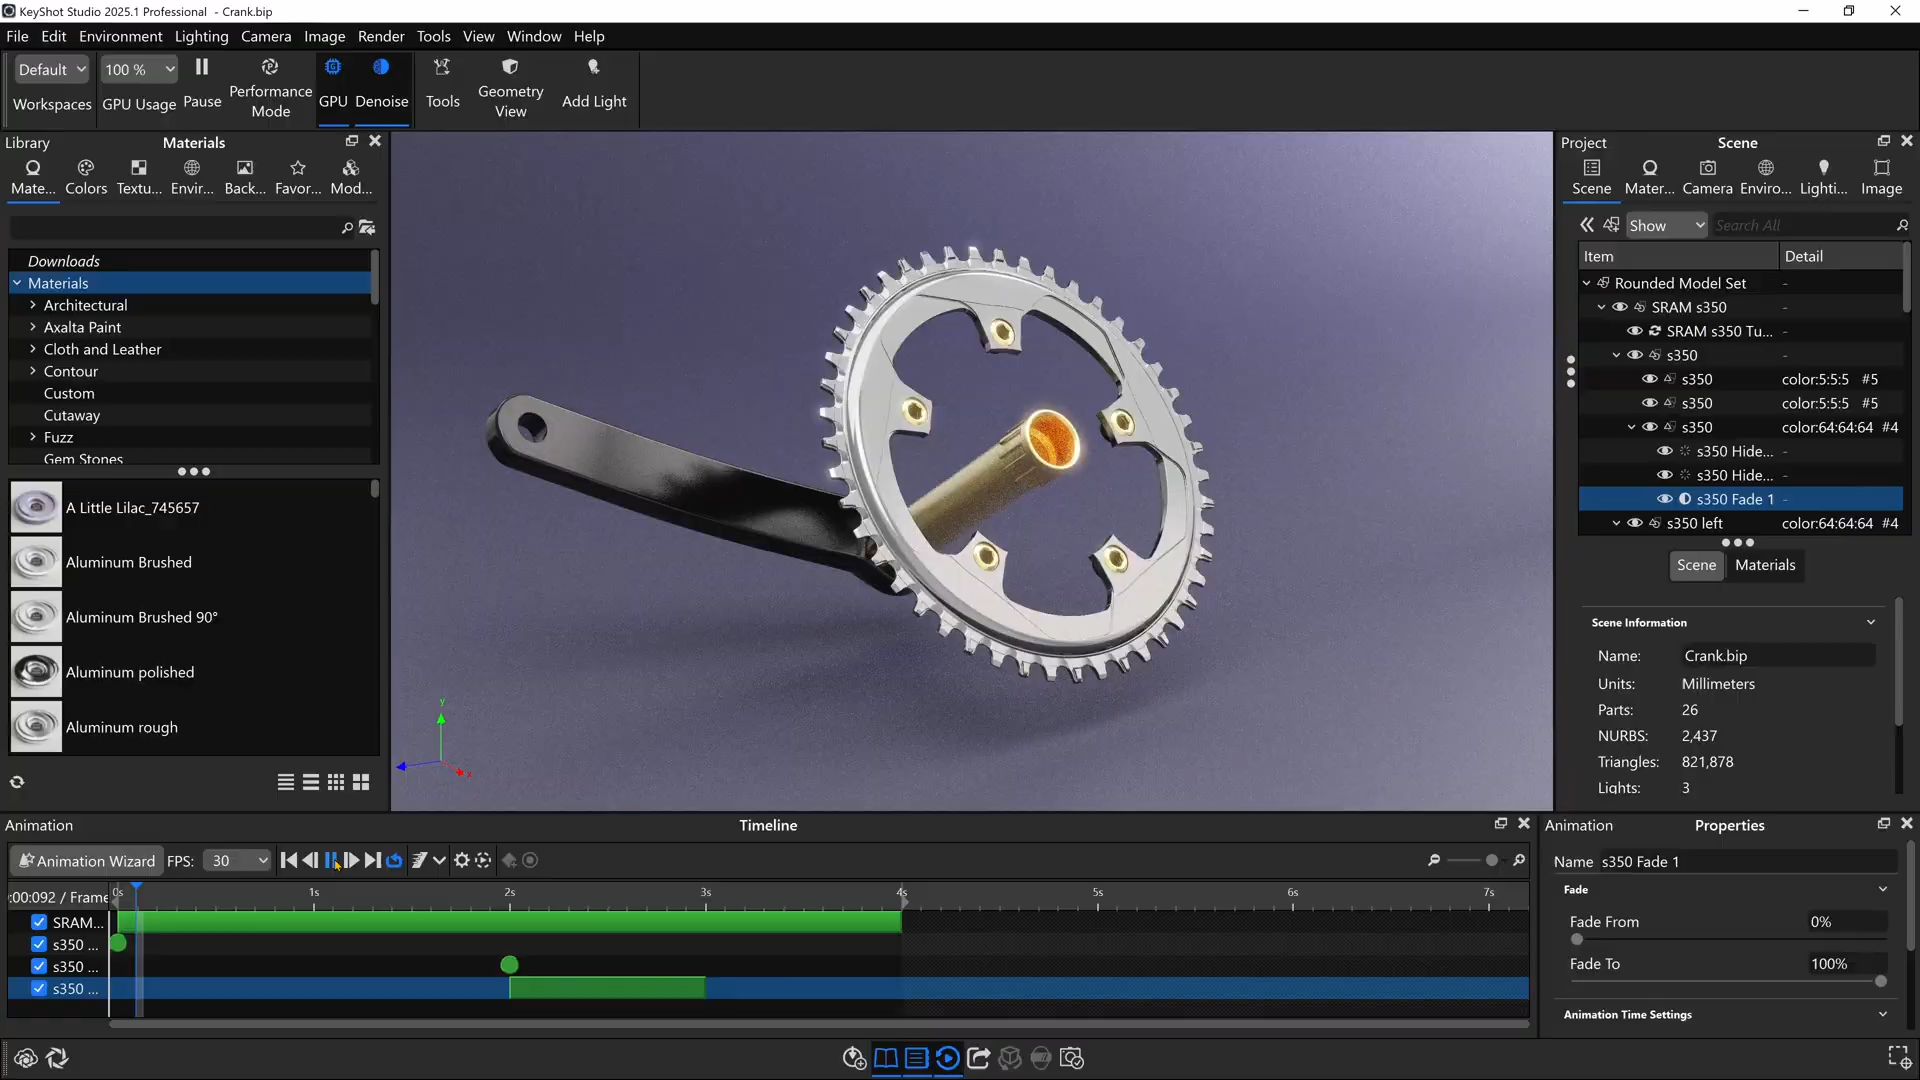 KeyShot Studio 2025.1 Professional - Crank.bip
File Edit Environment Lighting Camera Image Render Tools View Window Help
Default 100 %
Workspaces GPU Usage Pause Performance Mode GPU Denoise Tools Geometry View Add Light
Library Materials
Mate... Colors Textu... Envir... Back... Favor... Mod...
Downloads
Materials
Architectural
Axalta Paint
Cloth and Leather
Contour
Custom
Cutaway
Fuzz
Gem Stones
A Little Lilac_745657
Aluminum Brushed
Aluminum Brushed 90°
Aluminum polished
Aluminum rough
y
x
Project Scene
Scene Mater... Camera Enviro... Lighti... Image
Show Search All
Item Detail
Rounded Model Set -
SRAM s350 -
SRAM s350 Tu... -
s350 -
s350 color:5:5:5 #5
s350 color:5:5:5 #5
s350 color:64:64:64 #4
s350 Hide... -
s350 Hide... -
s350 Fade 1 -
s350 left color:64:64:64 #4
Scene Materials
Scene Information
Name: Crank.bip
Units: Millimeters
Parts: 26
NURBS: 2,437
Triangles: 821,878
Lights: 3
Animation Timeline
Animation Wizard FPS: 30
:00:092 / Frame 0s 1s 2s 3s 4s 5s 6s 7s
SRAM...
s350 ...
s350 ...
s350 ...
Animation Properties
Name s350 Fade 1
Fade
Fade From 0%
Fade To 100%
Animation Time Settings